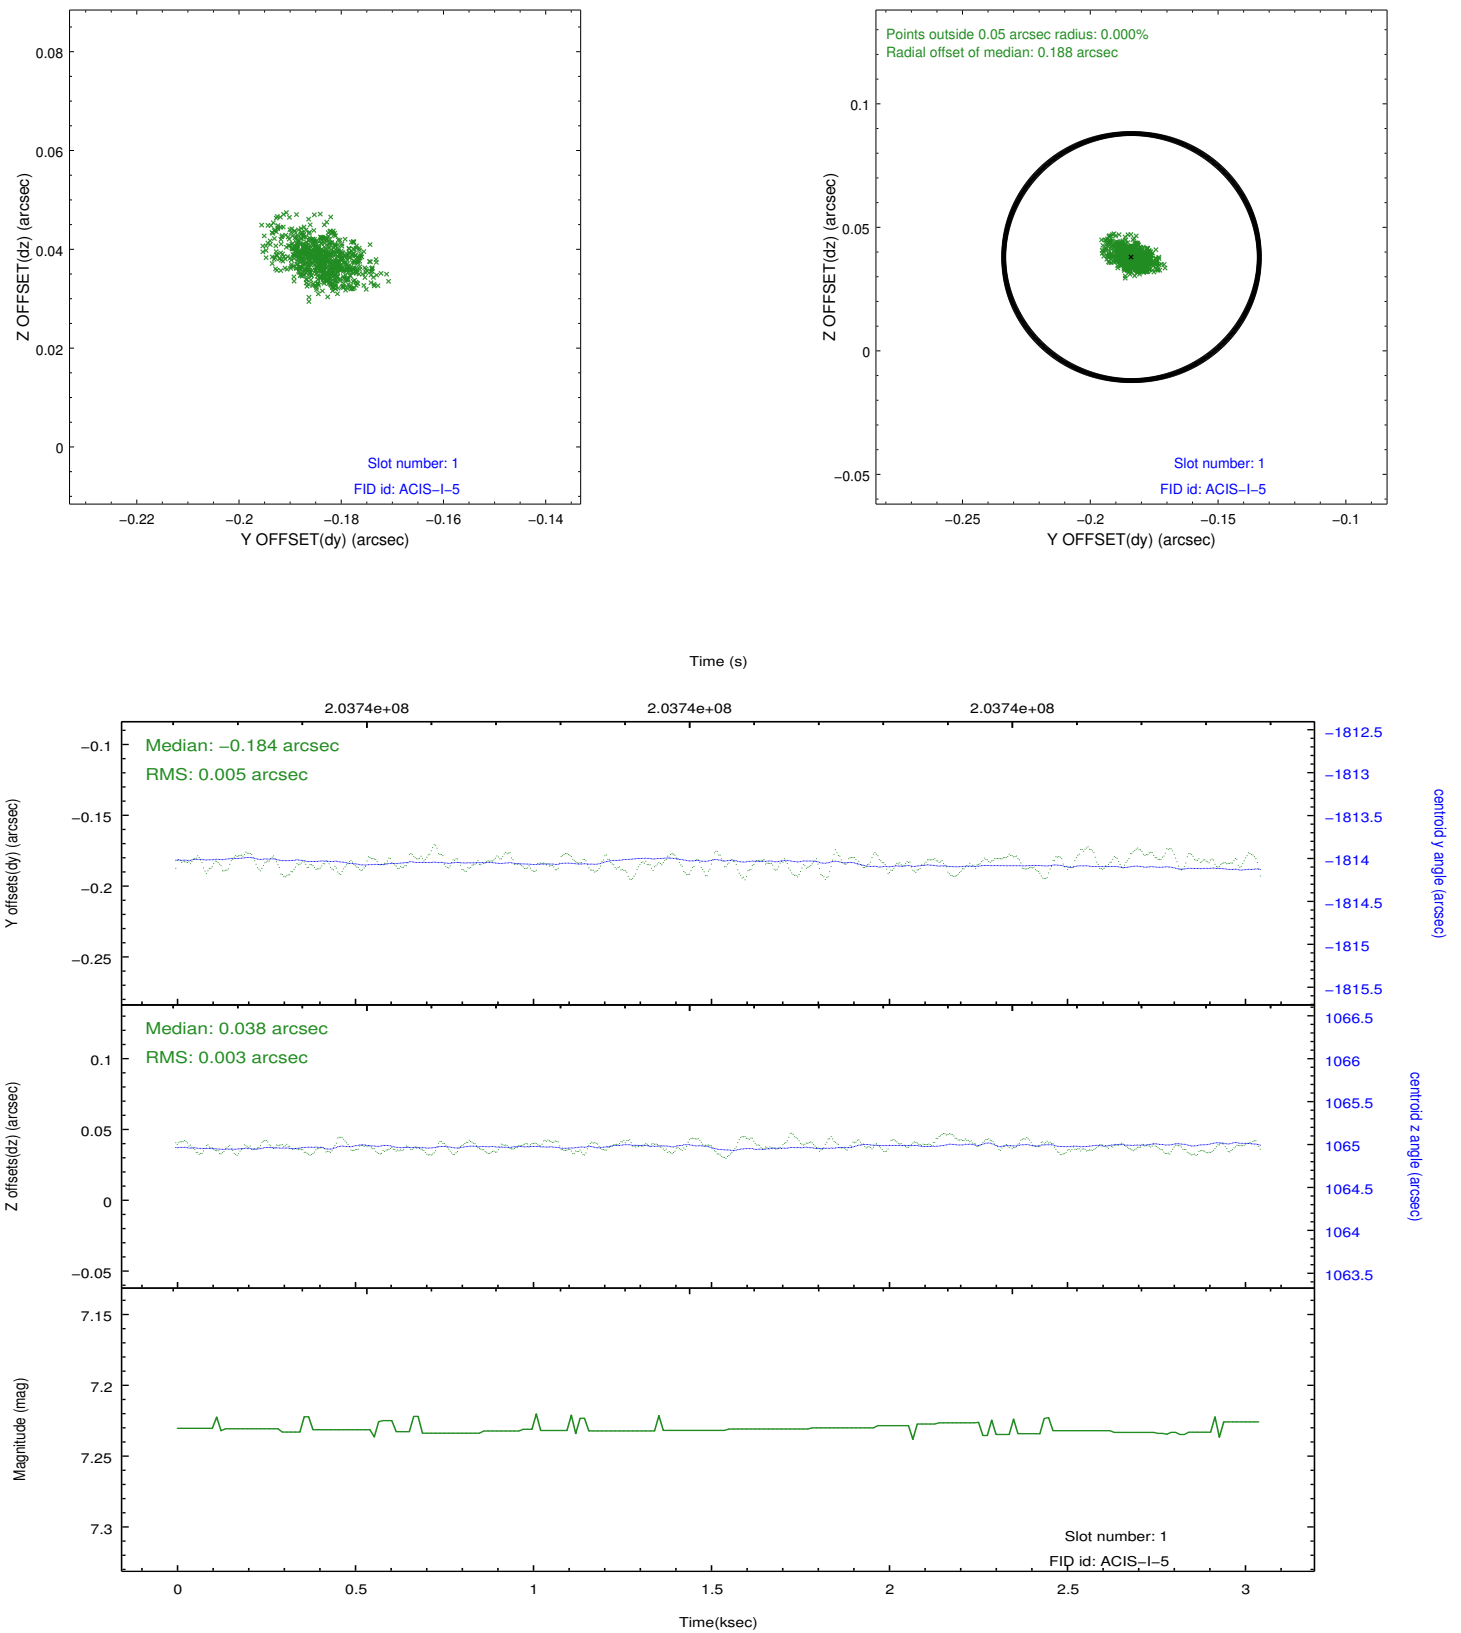 0.08
0.06
0.04
0.02
0
Z OFFSET(dz) (arcsec)
Slot number: 1
FID id: ACIS−I−5
−0.22 −0.2 −0.18 −0.16 −0.14
Y OFFSET(dy) (arcsec)
Points outside 0.05 arcsec radius: 0.000%
Radial offset of median: 0.188 arcsec
0.1
0.05
0
−0.05
Z OFFSET(dz) (arcsec)
Slot number: 1
FID id: ACIS−I−5
−0.25 −0.2 −0.15 −0.1
Y OFFSET(dy) (arcsec)
Time (s)
2.0374e+08 2.0374e+08 2.0374e+08
Median: −0.184 arcsec
RMS: 0.005 arcsec
−0.1
−0.15
−0.2
−0.25
Y offsets(dy) (arcsec)
−1812.5
−1813
−1813.5
−1814
−1814.5
−1815
−1815.5
centroid y angle (arcsec)
Median: 0.038 arcsec
RMS: 0.003 arcsec
0.1
0.05
0
−0.05
Z offsets(dz) (arcsec)
1066.5
1066
1065.5
1065
1064.5
1064
1063.5
centroid z angle (arcsec)
7.15
7.2
7.25
7.3
Magnitude (mag)
Slot number: 1
FID id: ACIS−I−5
0 0.5 1 1.5 2 2.5 3
Time(ksec)